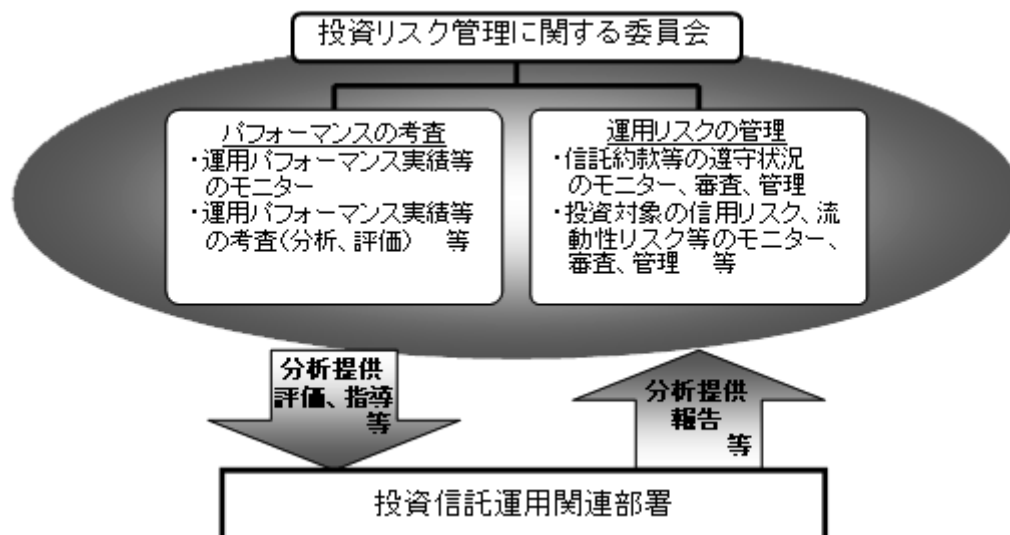 投資リスク管理に関する委員会
パフォーマンスの考査
・運用パフォーマンス実績等
のモニター
・運用パフォーマンス実績等
の考査(分析、評価) 等
運用リスクの管理
・信託約款等の遵守状況
のモニター、審査、管理
・投資対象の信用リスク、流
動性リスク等のモニター、
審査、管理 等
分析提供
評価、指導
等
分析提供
報告
等
投資信託運用関連部署